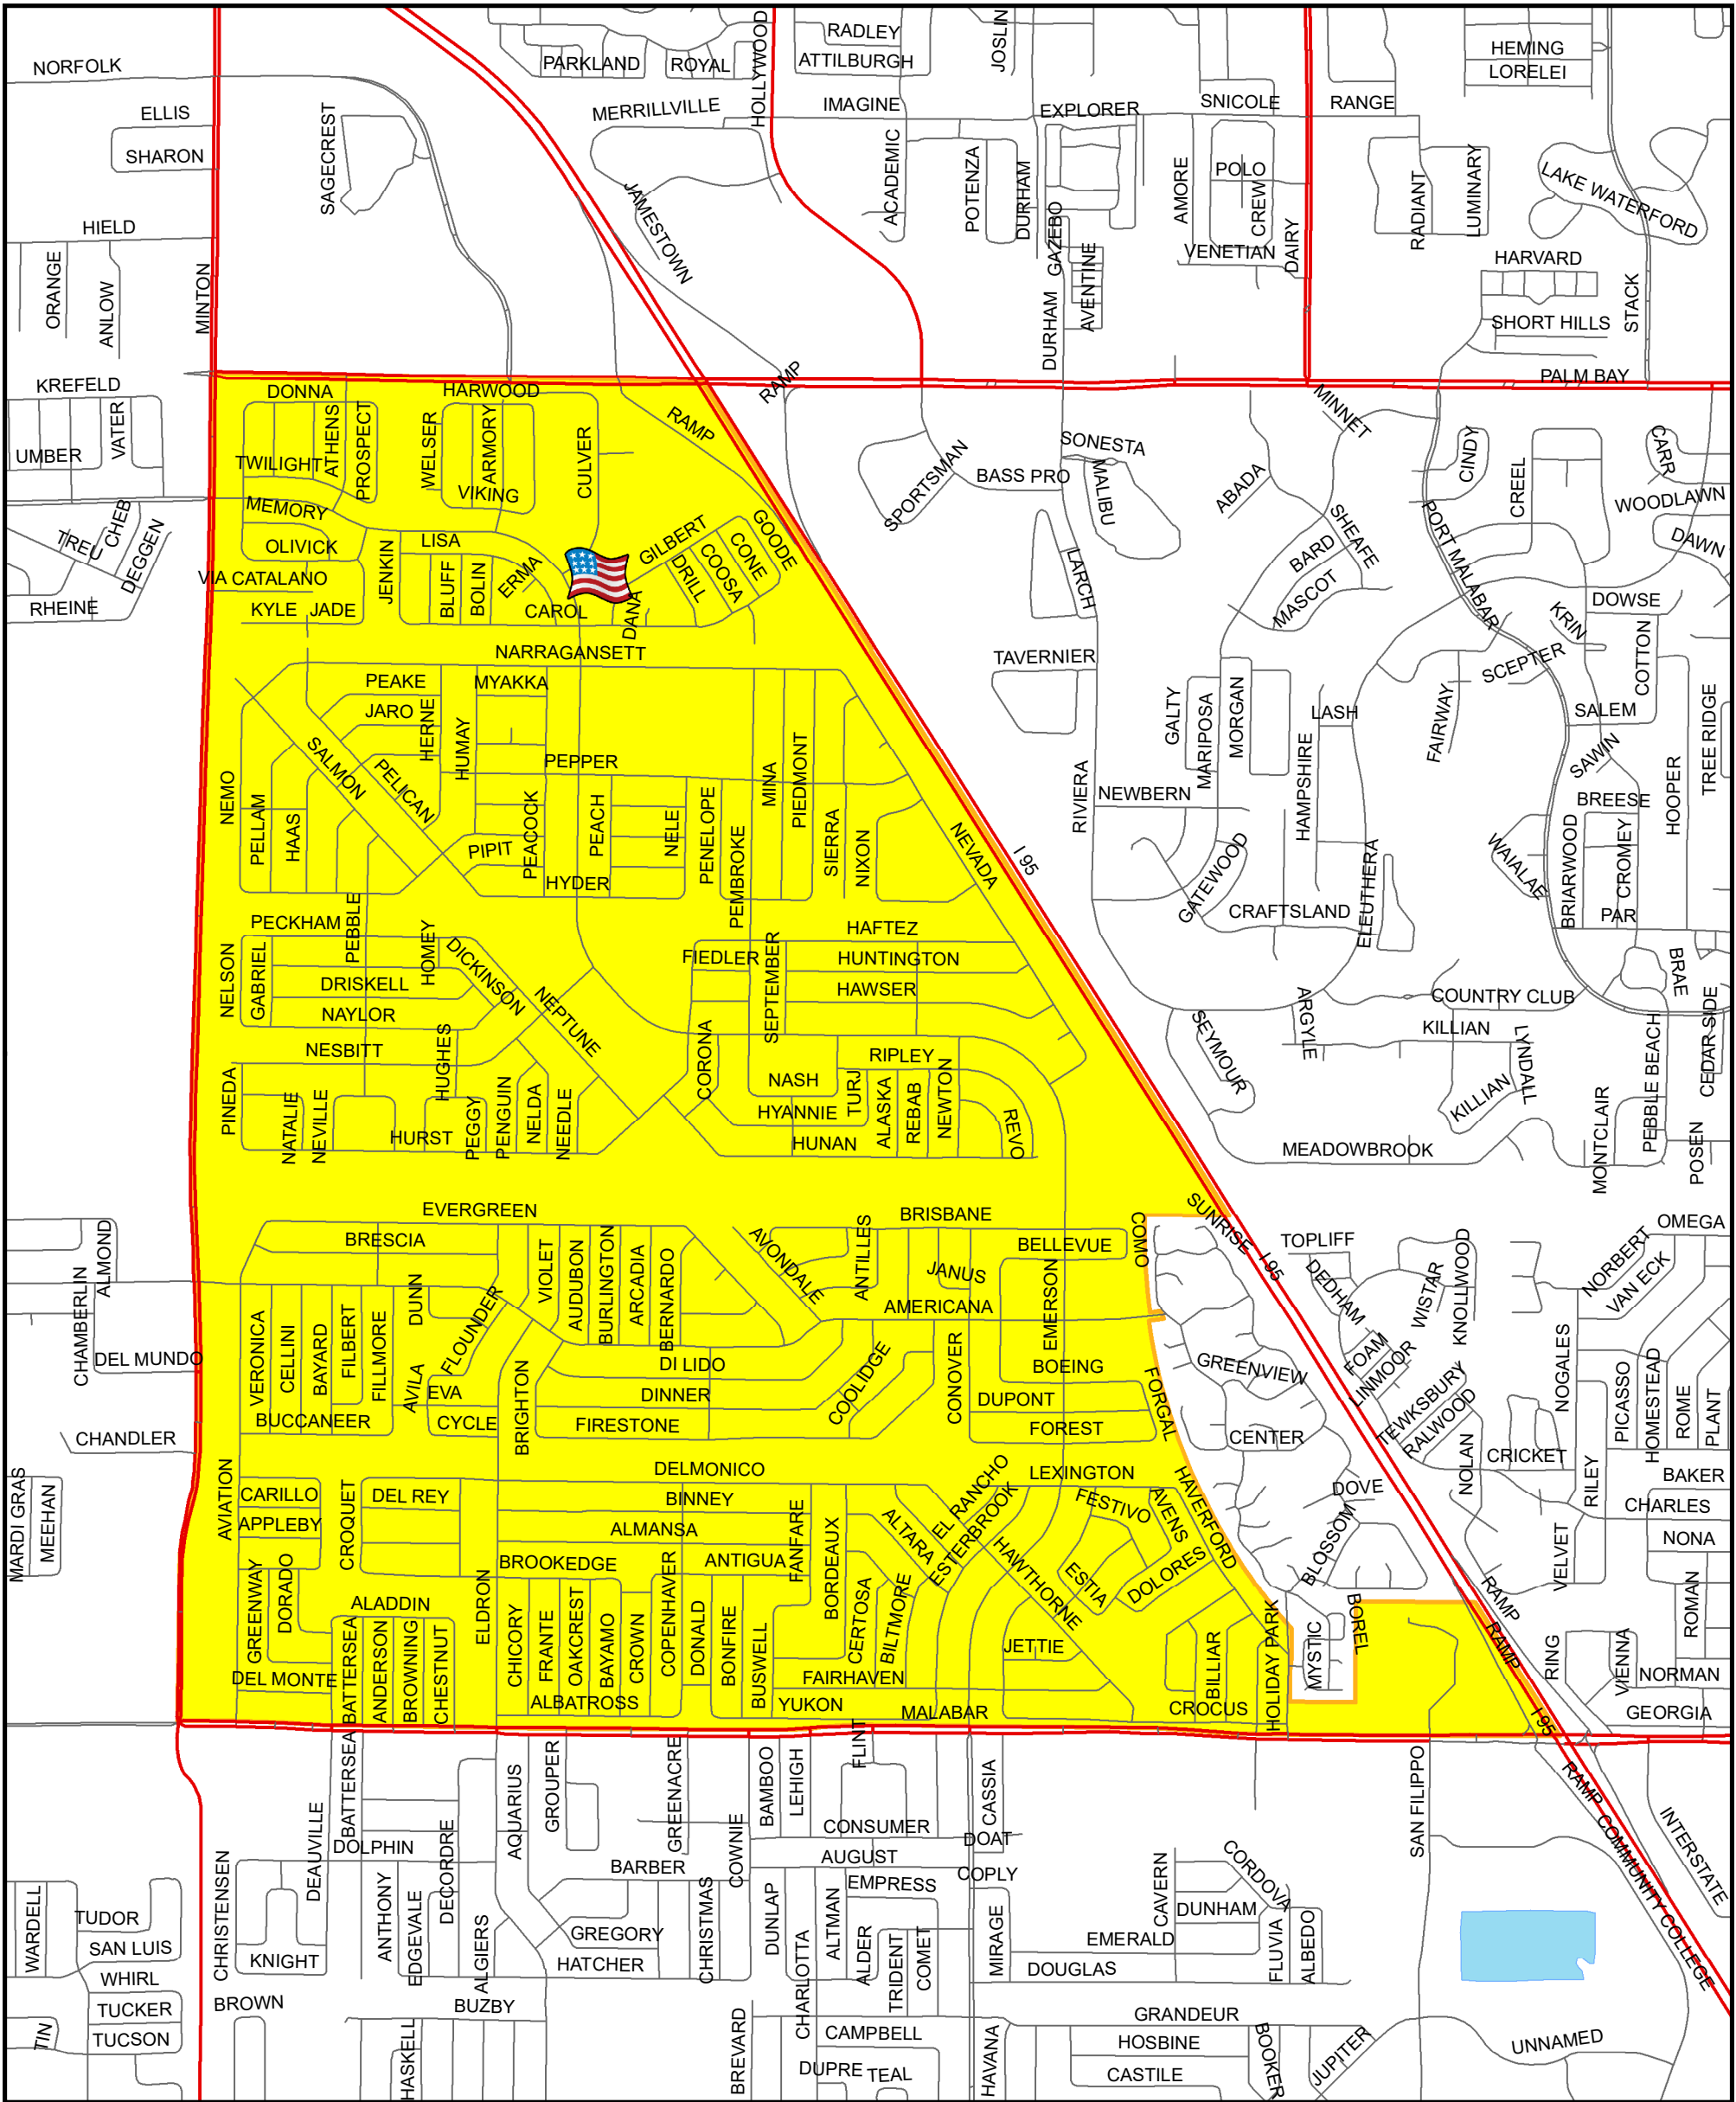 NORFOLK
PARKLAND
ROYAL
HOLLYWOOD
RADLEY
ATTILBURGH
JOSLIN
HEMING
LORELEI
ELLIS
SHARON
SAGECREST
MERRILLVILLE
IMAGINE
EXPLORER
SNICOLE
RANGE
ACADEMIC
POTENZA
DURHAM
GAZEBO
AMORE
POLO
CREW
RADIANT
LUMINARY
LAKE WATERFORD
HIELD
JAMESTOWN
VENETIAN
DAIRY
HARVARD
ORANGE
ANLOW
MINTON
DURHAM
AVENTINE
STACK
SHORT HILLS
KREFELD
DONNA
HARWOOD
RAMP
RAMP
PALM BAY
MINNET
UMBER
VATER
TWILIGHT
ATHENS
PROSPECT
WELSER
ARMORY
VIKING
CULVER
SPORTSMAN
BASS PRO
SONESTA
MALIBU
ABADA
CINDY
CREEL
CARR
WOODLAWN
DAWN
MEMORY
OLIVICK
TREU
CHEB
DEGGEN
VIA CATALANO
RHEINE
KYLE
JADE
JENKIN
LISA
BLUFF
BOLIN
ERMA
CAROL
DANA
GILBERT
DRILL
COOSA
CONE
GOODE
LARCH
SHEAFE
BARD
MASCOT
PORT MALABAR
DOWSE
KRIN
COTTON
SCEPTER
NARRAGANSETT
TAVERNIER
PEAKE
MYAKKA
JARO
HERNE
HUMAY
SALMON
PELICAN
PEPPER
MINA
PIEDMONT
GALTY
MARIPOSA
MORGAN
LASH
HAMPSHIRE
FAIRWAY
SALEM
SAWIN
TREE RIDGE
HOOPER
NEMO
PELLAM
HAAS
PIPIT
PEACOCK
PEACH
NELE
PENELOPE
PEMBROKE
SIERRA
NIXON
HYDER
NEVADA
I 95
RIVIERA
NEWBERN
GATEWOOD
CRAFTSLAND
ELEUTHERA
WAIALAE
BREESE
BRIARWOOD
CROMEY
PAR
PECKHAM
PEBBLE
NELSON
GABRIEL
HOMEY
DICKINSON
DRISKELL
NAYLOR
NEPTUNE
HAFTEZ
FIEDLER
SEPTEMBER
HUNTINGTON
HAWSER
COUNTRY CLUB
BRAE
CEDAR SIDE
ARGYLE
KILLIAN
LYNDALL
KILLIAN
SEYMOUR
PEBBLE BEACH
MONTCLAIR
POSEN
MEADOWBROOK
NESBITT
HUGHES
PINEDA
NATALIE
NEVILLE
HURST
PEGGY
PENGUIN
NELDA
NEEDLE
CORONA
RIPLEY
NASH
HYANNIE
TURJ
ALASKA
REBAB
NEWTON
REVO
HUNAN
EVERGREEN
BRESCIA
BRISBANE
BELLEVUE
COMO
SUNRISE
I 95
TOPLIFF
DEDHAM
WISTAR
KNOLLWOOD
OMEGA
NORBERT
VAN ECK
ALMOND
CHAMBERLIN
DEL MUNDO
VERONICA
CELLINI
BAYARD
FILBERT
FILLMORE
DUNN
FLOUNDER
VIOLET
AUDUBON
BURLINGTON
ARCADIA
BERNARDO
AVONDALE
ANTILLES
JANUS
AMERICANA
EMERSON
AVILA
EVA
BUCCANEER
CYCLE
BRIGHTON
DI LIDO
DINNER
FIRESTONE
COOLIDGE
CONOVER
BOEING
DUPONT
FOREST
FORGAL
GREENVIEW
CENTER
FOAM
LINMOOR
TEWKSBURY
RALWOOD
NOGALES
PICASSO
HOMESTEAD
ROME
PLANT
CHANDLER
MARDI GRAS
MEEHAN
AVIATION
CARILLO
APPLEBY
CROQUET
DEL REY
DELMONICO
BINNEY
ALMANSA
BROOKEDGE
ANTIGUA
FANFARE
BORDEAUX
ALTARA
EL RANCHO
ESTERBROOK
LEXINGTON
FESTIVO
AVENS
HAVERFORD
HAWTHORNE
ESTIA
DOLORES
DOVE
BLOSSOM
NOLAN
CRICKET
RILEY
BAKER
CHARLES
NONA
VELVET
ROMAN
RAMP
RAMP
GREENWAY
DORADO
ALADDIN
BATTERSEA
ANDERSON
BROWNING
CHESTNUT
DEL MONTE
ELDRON
CHICORY
FRANTE
OAKCREST
BAYAMO
CROWN
COPENHAVER
DONALD
BONFIRE
BUSWELL
ALBATROSS
CERTOSA
BILTMORE
FAIRHAVEN
YUKON
MALABAR
JETTIE
BILLIAR
CROCUS
HOLIDAY PARK
MYSTIC
BOREL
RING
VIENNA
NORMAN
GEORGIA
I 95
BATTERSEA
DEAUVILLE
DOLPHIN
DECORDRE
AQUARIUS
GROUPER
GREENACRE
COWNIE
BAMBOO
LEHIGH
FLINT
CONSUMER
CASSIA
DOAT
AUGUST
COPLY
EMPRESS
SAN FILIPPO
RAMP
COMMUNITY COLLEGE
INTERSTATE
WARDELL
TUDOR
SAN LUIS
WHIRL
TUCKER
TUCSON
TIN
CHRISTENSEN
KNIGHT
BROWN
ANTHONY
EDGEVALE
ALGIERS
BARBER
GREGORY
HATCHER
CHRISTMAS
DUNLAP
CHARLOTTA
ALTMAN
ALDER
TRIDENT
COMET
MIRAGE
CAVERN
CORDOVA
DUNHAM
EMERALD
FLUVIA
ALBEDO
DOUGLAS
BUZBY
HASKELL
BREVARD
CAMPBELL
DUPRE
TEAL
HAVANA
GRANDEUR
HOSBINE
CASTILE
BOOKER
JUPITER
UNNAMED